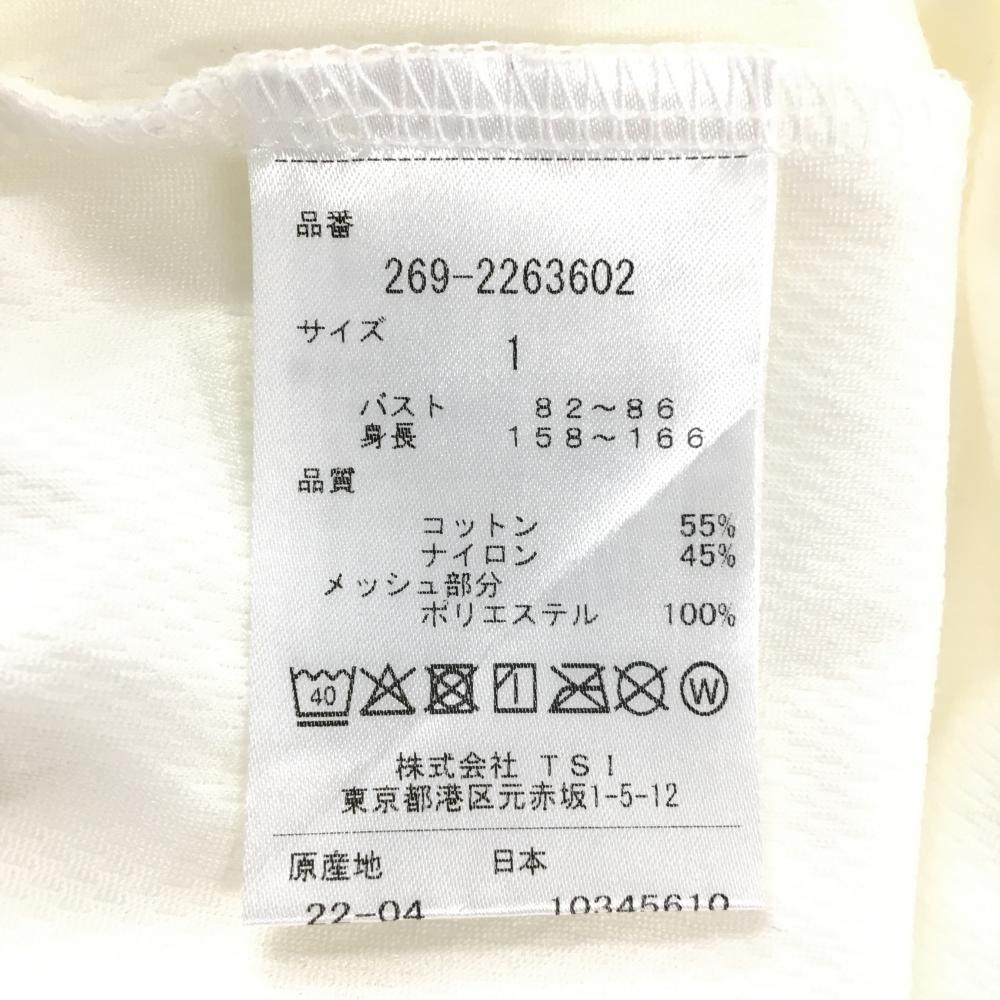 品番
269-2263602
サイズ
1
バスト 82～86
身長 158～166
品質
コットン 55%
ナイロン 45%
メッシュ部分
ポリエステル 100%
40 W
株式会社 TSI
東京都港区元赤坂1-5-12
原産地 日本
22-04 10345610